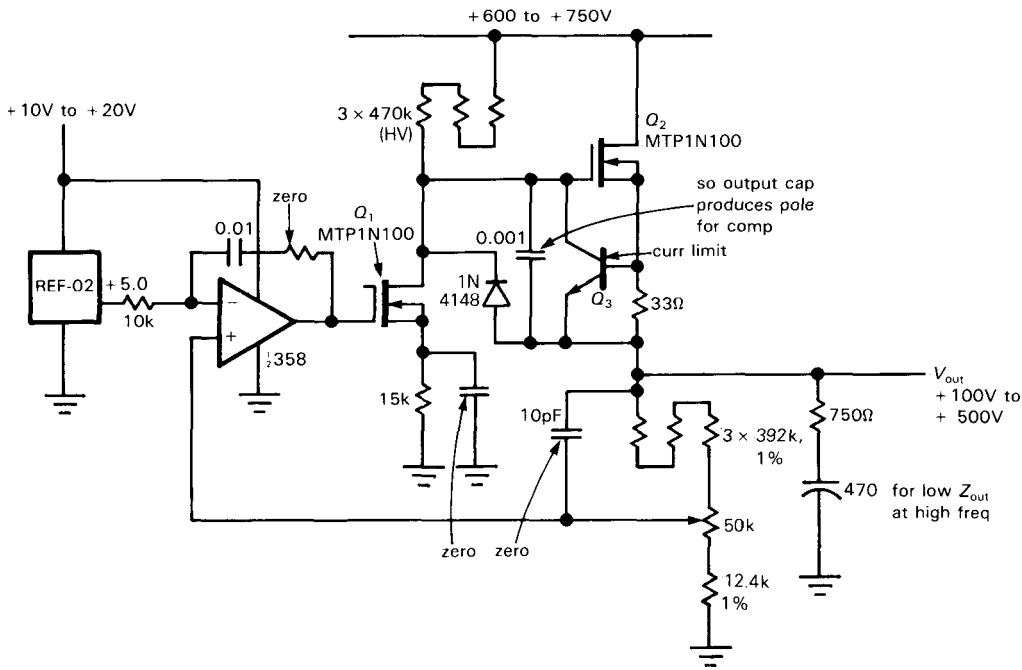 +600 to +750V
+10V to +20V
3 × 470k
(HV)
Q2
MTP1N100
so output cap
produces pole
for comp
zero
Q1
MTP1N100
0.01
0.001
curr limit
REF-02
+5.0
10k
−
+
½ 358
1N
4148
Q3
33Ω
15k
10pF
Vout
+100V to
+500V
750Ω
3 × 392k,
1%
470
for low Zout
at high freq
50k
zero
zero
12.4k
1%